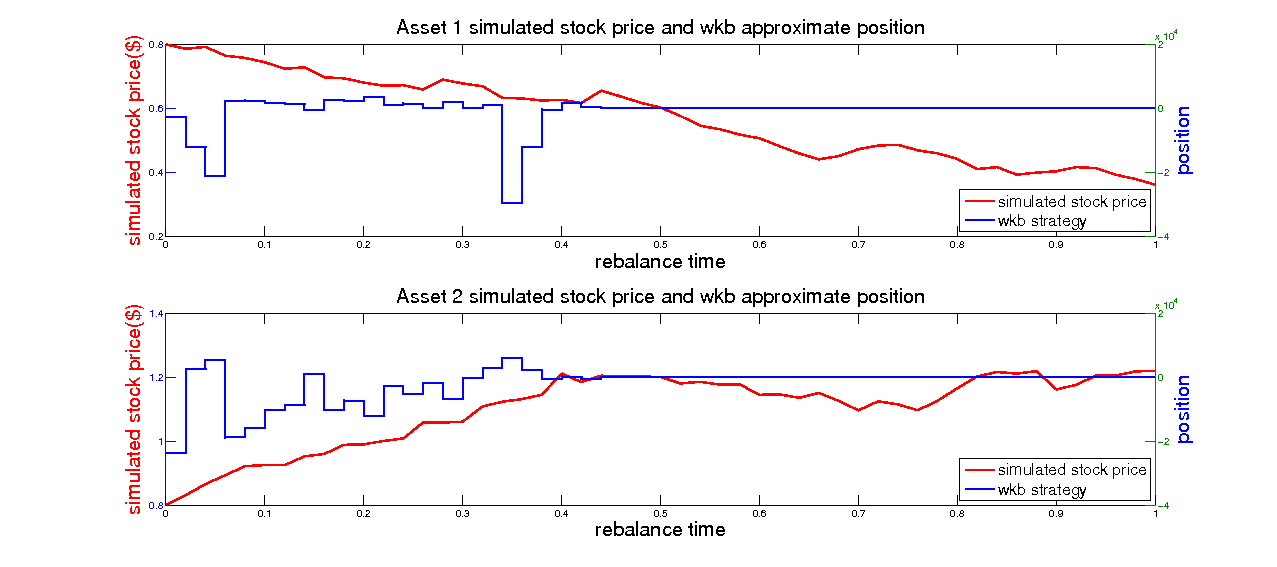 Asset 1 simulated stock price and wkb approximate position
simulated stock price($)
0.8
0.6
0.4
0.2
x 10^4
2
0
−2
−4
position
simulated stock price
wkb strategy
0 0.1 0.2 0.3 0.4 0.5 0.6 0.7 0.8 0.9 1
rebalance time
Asset 2 simulated stock price and wkb approximate position
simulated stock price($)
1.4
1.2
1
0.8
x 10^4
2
0
−2
−4
position
simulated stock price
wkb strategy
0 0.1 0.2 0.3 0.4 0.5 0.6 0.7 0.8 0.9 1
rebalance time